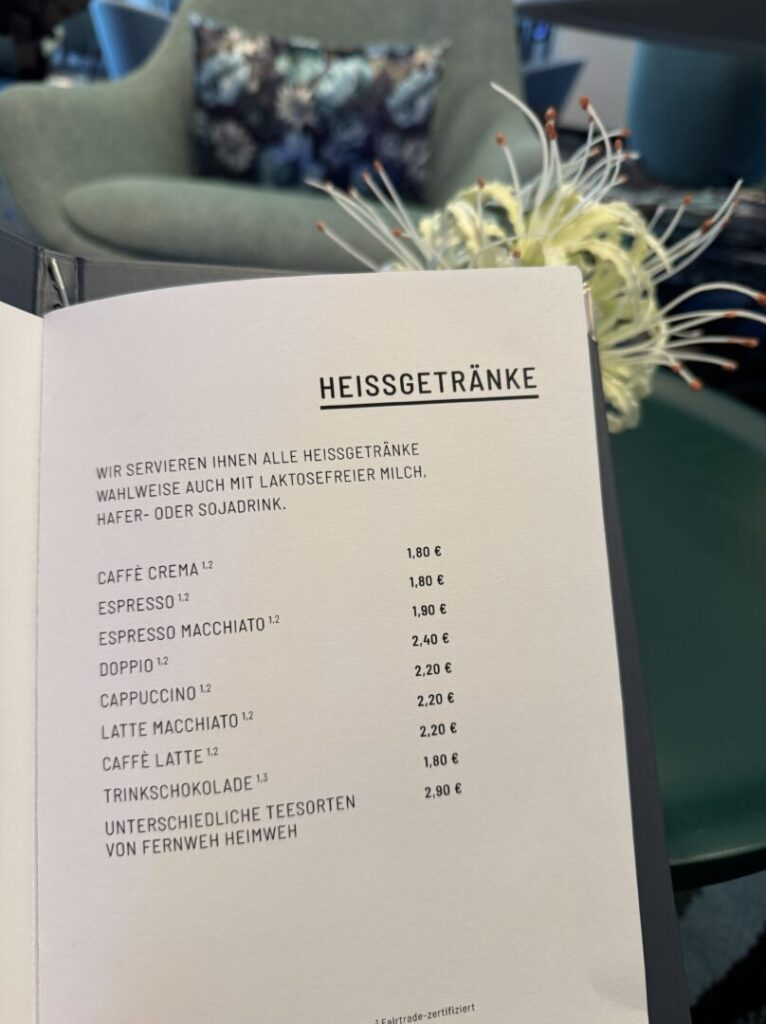 HEISSGETRÄNKE
WIR SERVIEREN IHNEN ALLE HEISSGETRÄNKE
WAHLWEISE AUCH MIT LAKTOSEFREIER MILCH,
HAFER- ODER SOJADRINK.
CAFFÈ CREMA 1,2 1,80 €
ESPRESSO 1,2 1,80 €
ESPRESSO MACCHIATO 1,2 1,90 €
DOPPIO 1,2 2,40 €
CAPPUCCINO 1,2 2,20 €
LATTE MACCHIATO 1,2 2,20 €
CAFFÈ LATTE 1,2 2,20 €
TRINKSCHOKOLADE 1,3 1,80 €
UNTERSCHIEDLICHE TEESORTEN 2,90 €
VON FERNWEH HEIMWEH
1 Fairtrade-zertifiziert